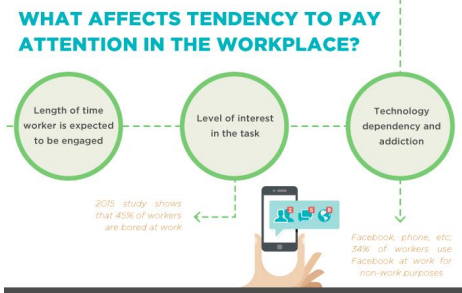 WHAT AFFECTS TENDENCY TO PAY
ATTENTION IN THE WORKPLACE?
Length of time
worker is expected
to be engaged
Level of interest
in the task
Technology
dependency and
addiction
2015 study shows
that 45% of workers
are bored at work
Facebook, phone, etc;
34% of workers use
Facebook at work for
non-work purposes